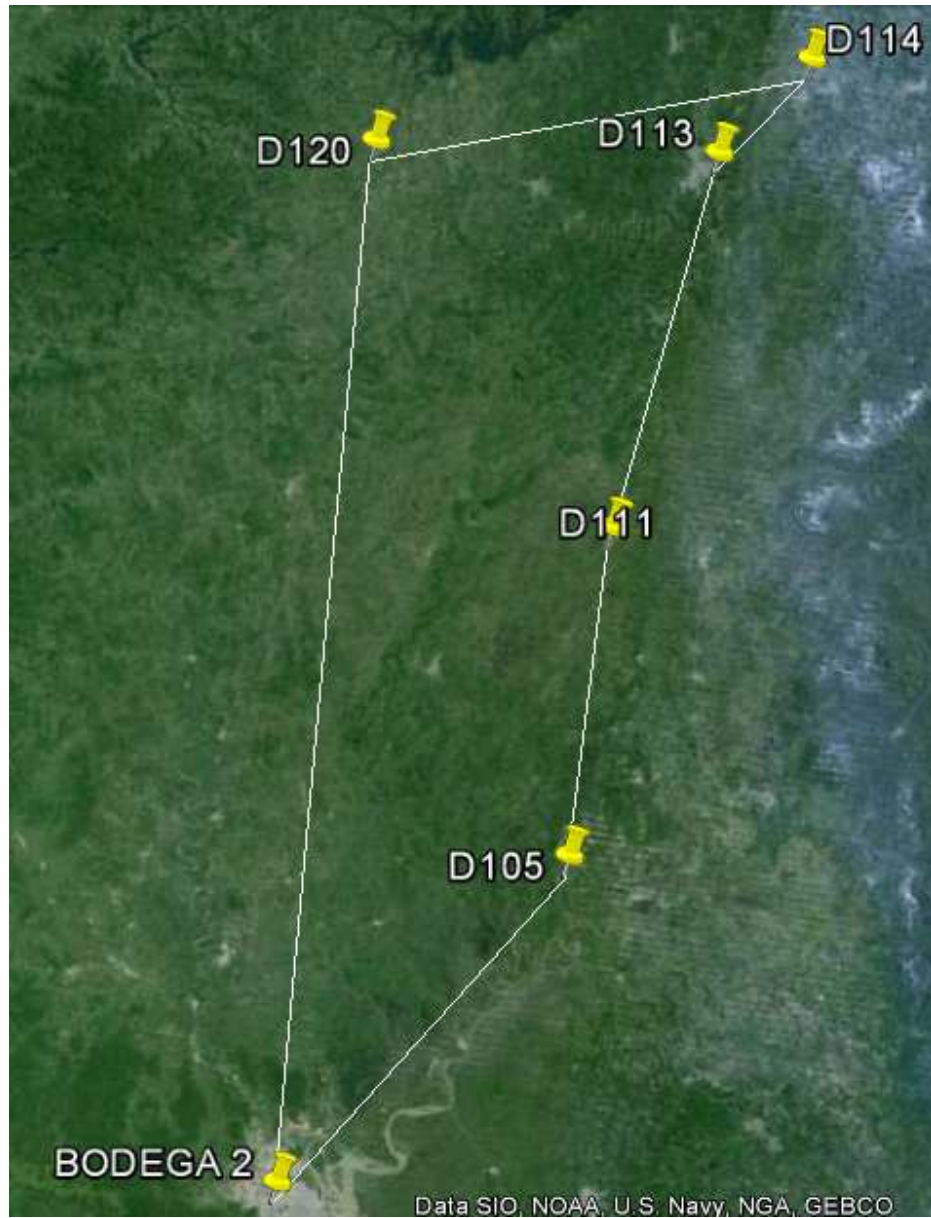 D114
D113
D120
D111
D105
BODEGA 2
Data SIO, NOAA, U.S. Navy, NGA, GEBCO